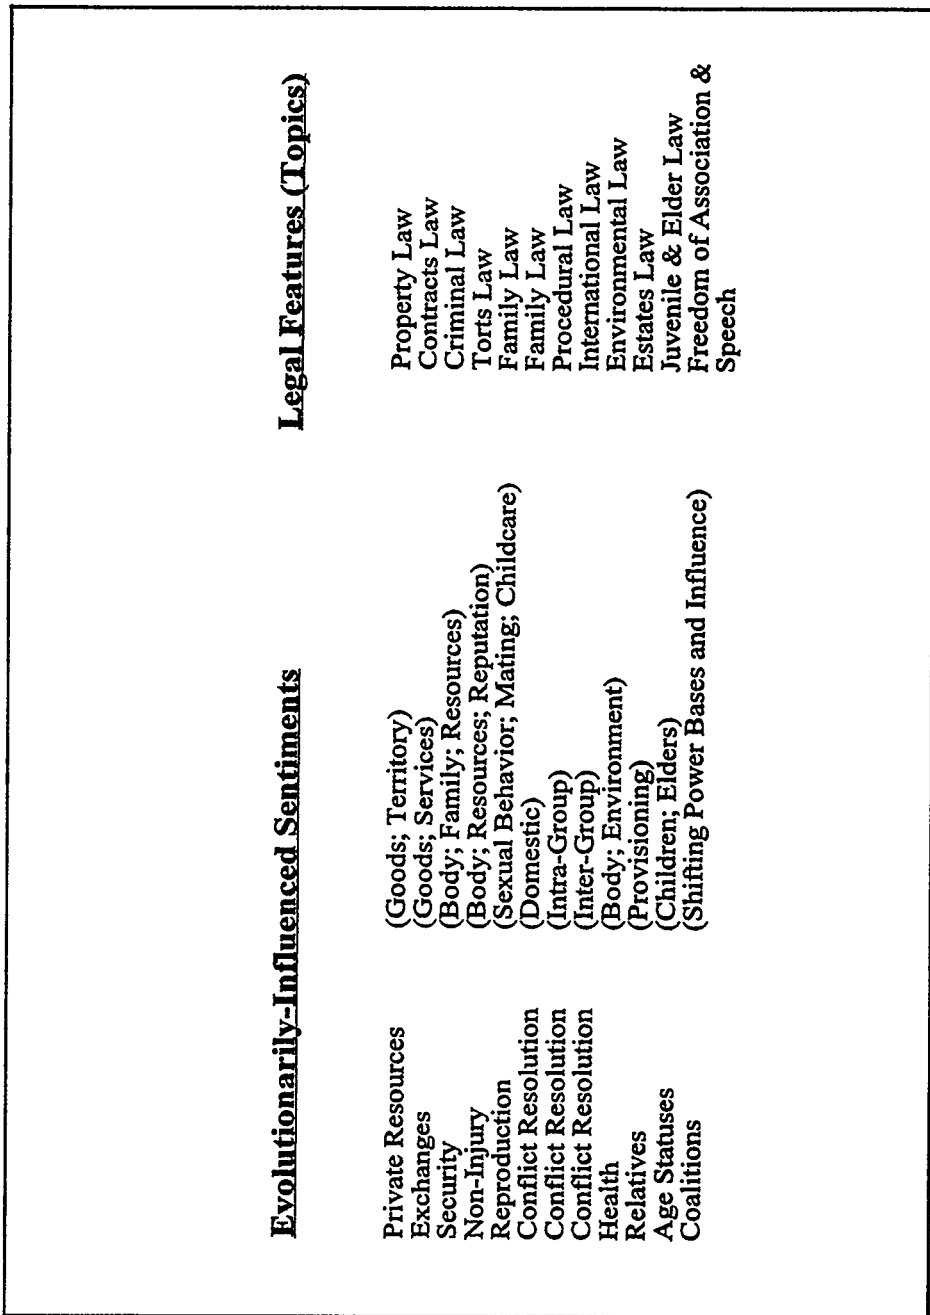 Evolutionarily-Influenced Sentiments Legal Features (Topics)
Private Resources (Goods; Territory) Property Law
Exchanges (Goods; Services) Contracts Law
Security (Body; Family; Resources) Criminal Law
Non-Injury (Body; Resources; Reputation) Torts Law
Reproduction (Sexual Behavior; Mating; Childcare) Family Law
Conflict Resolution (Domestic) Family Law
Conflict Resolution (Intra-Group) Procedural Law
Conflict Resolution (Inter-Group) International Law
Health (Body; Environment) Environmental Law
Relatives (Provisioning) Estates Law
Age Statuses (Children; Elders) Juvenile & Elder Law
Coalitions (Shifting Power Bases and Influence) Freedom of Association &
Speech